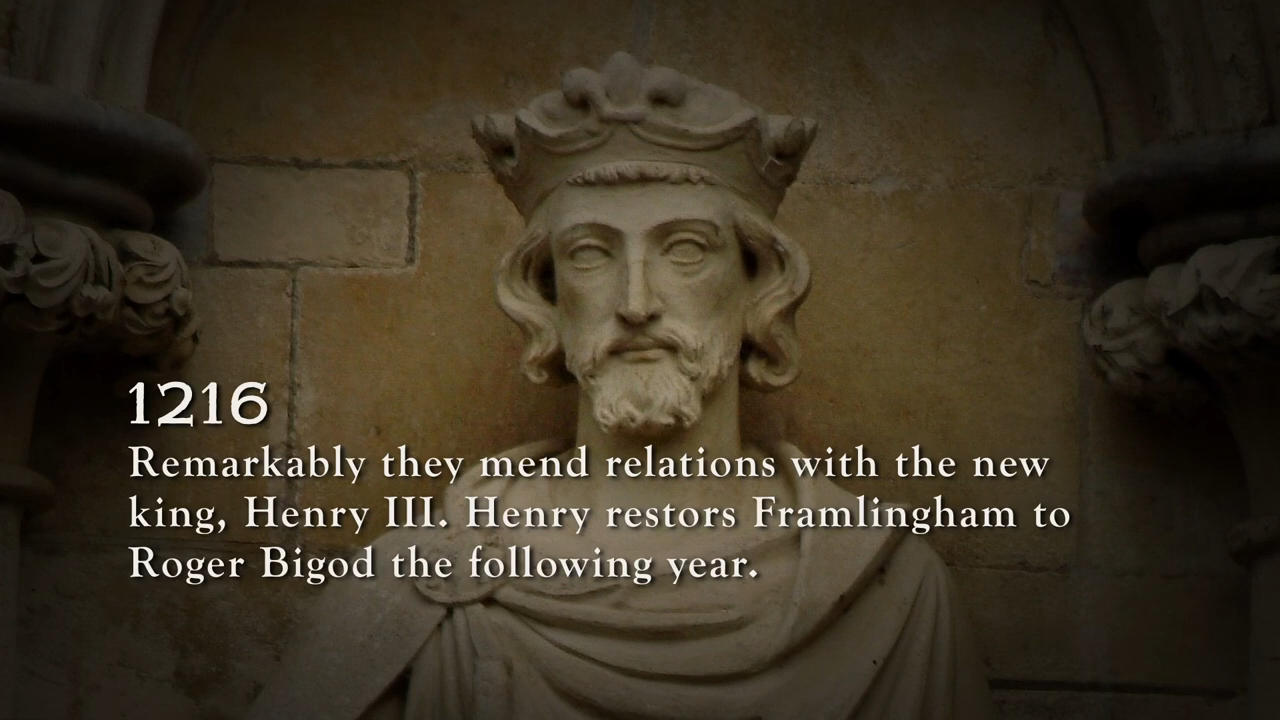 1216
Remarkably they mend relations with the new
king, Henry III. Henry restors Framlingham to
Roger Bigod the following year.